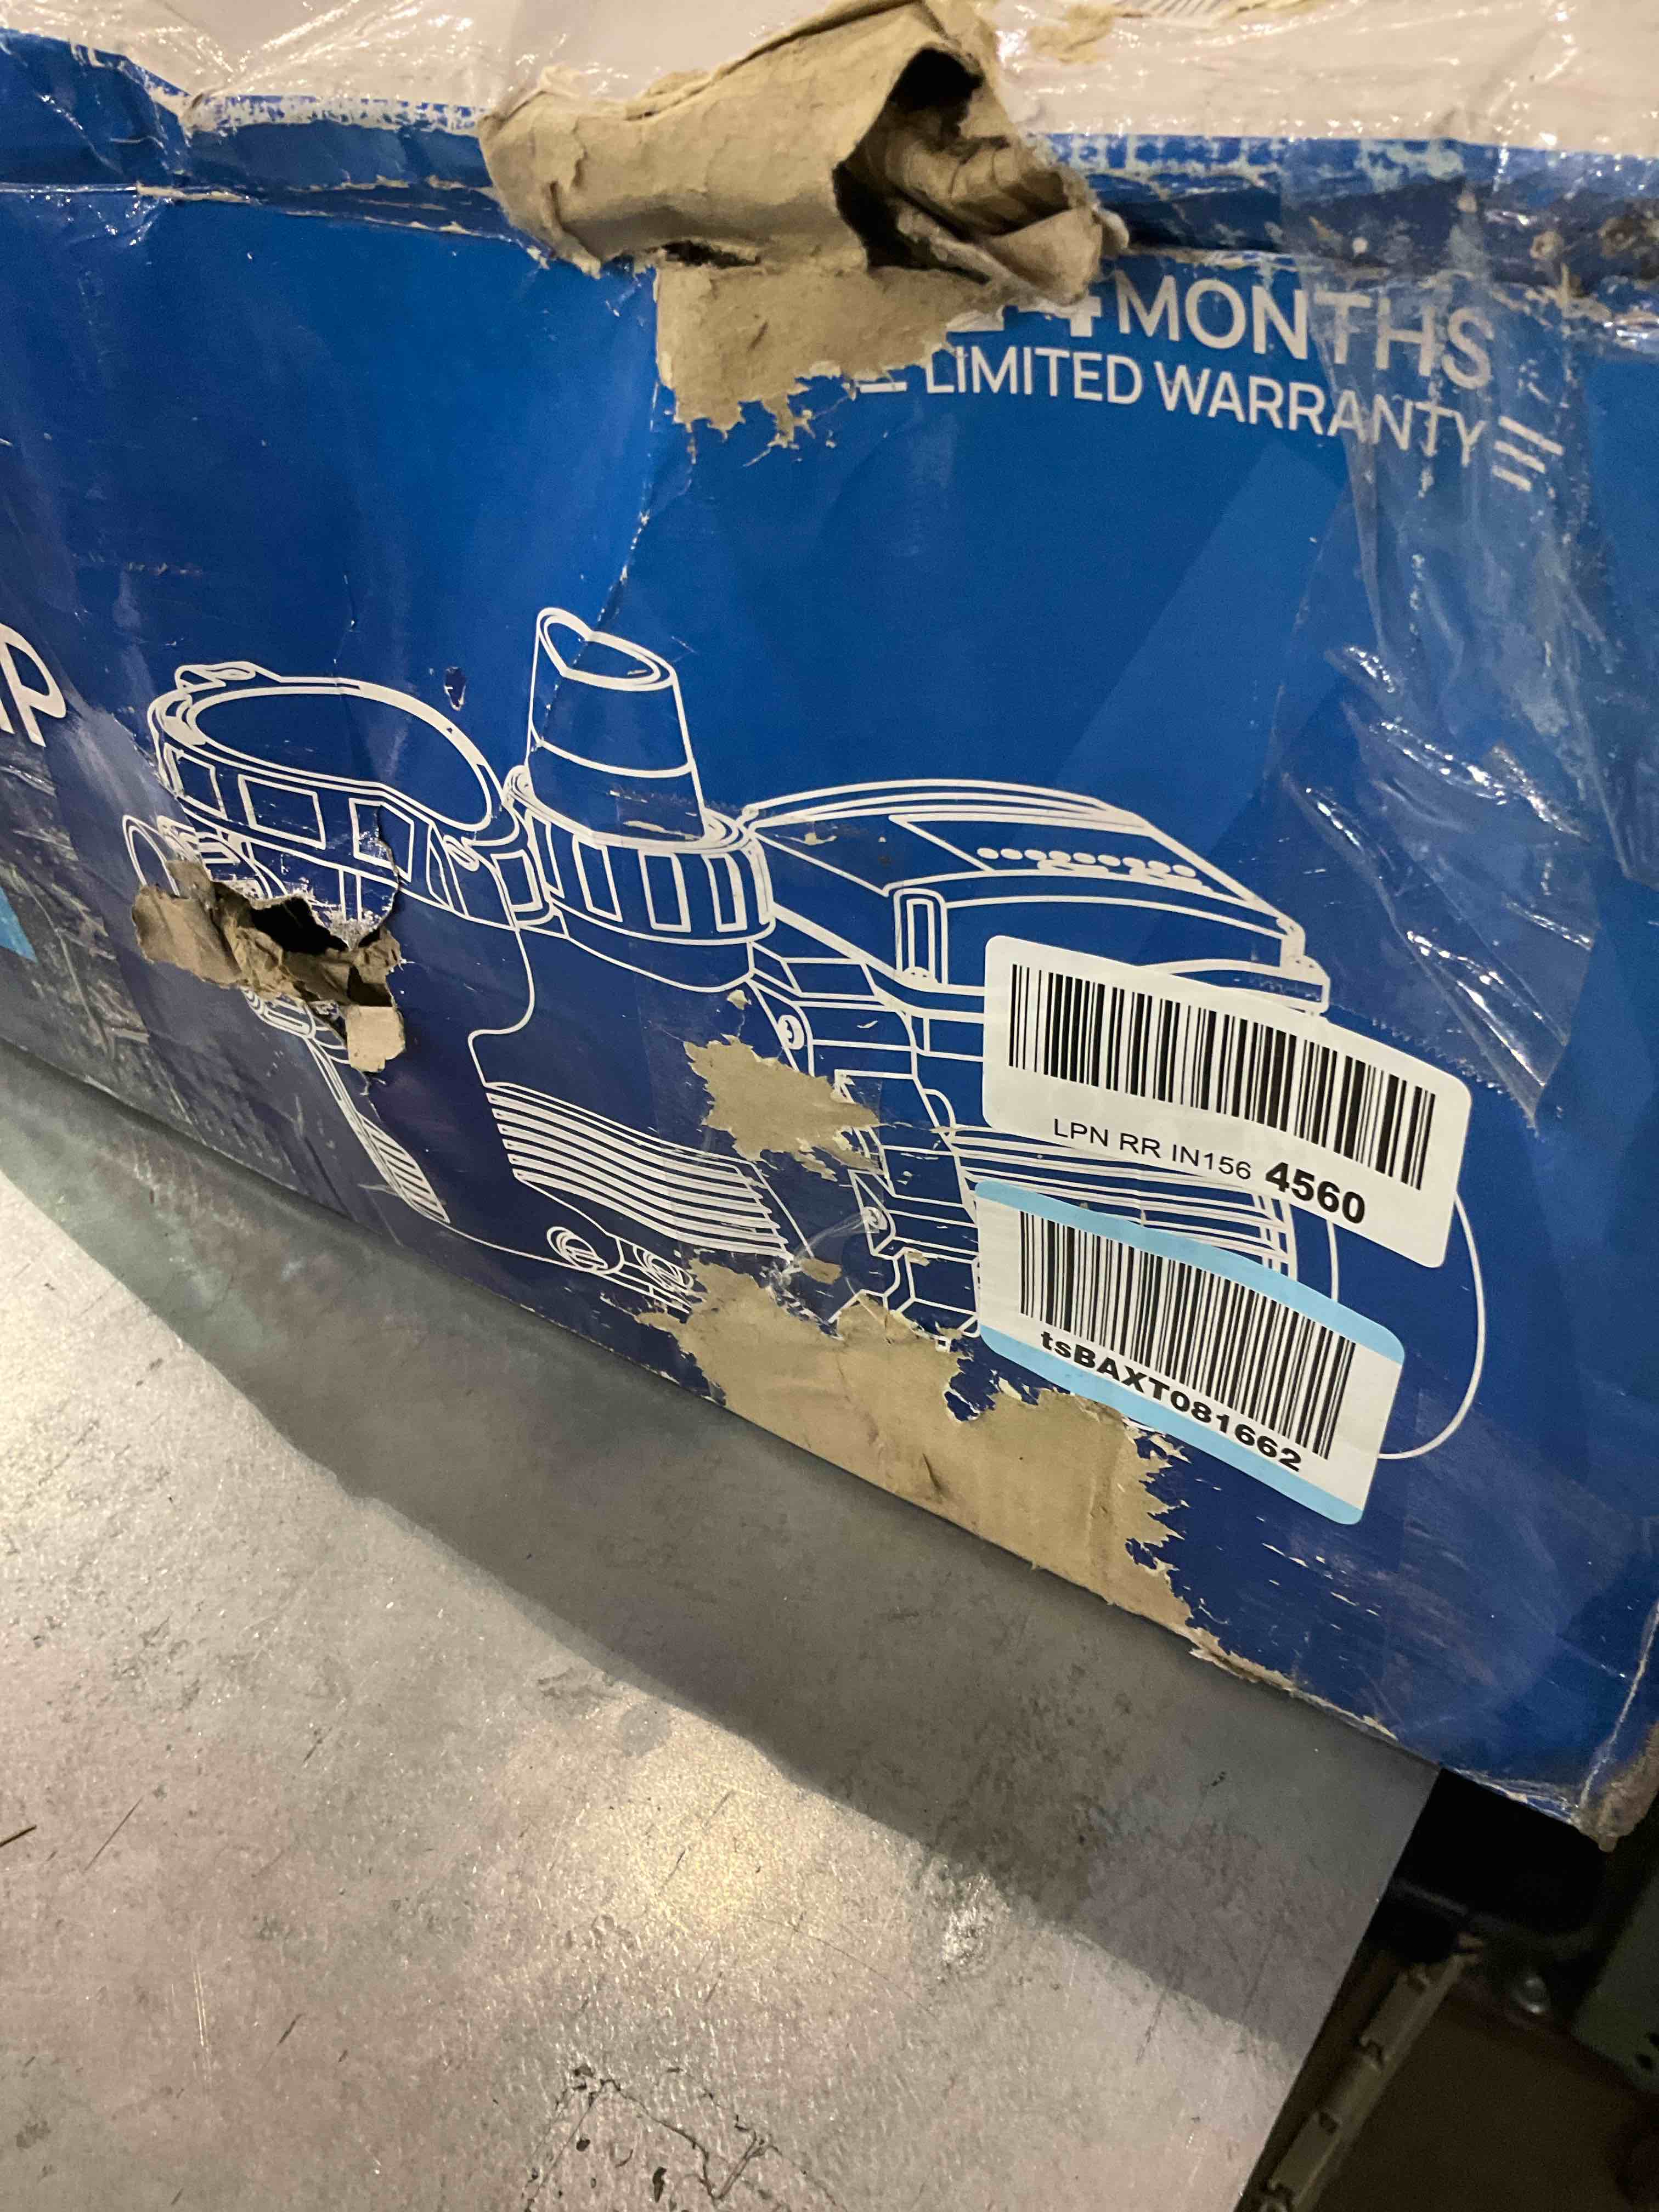 MONTHS
LIMITED WARRANTY
LPN RR IN156 4560
tsBAXT081662